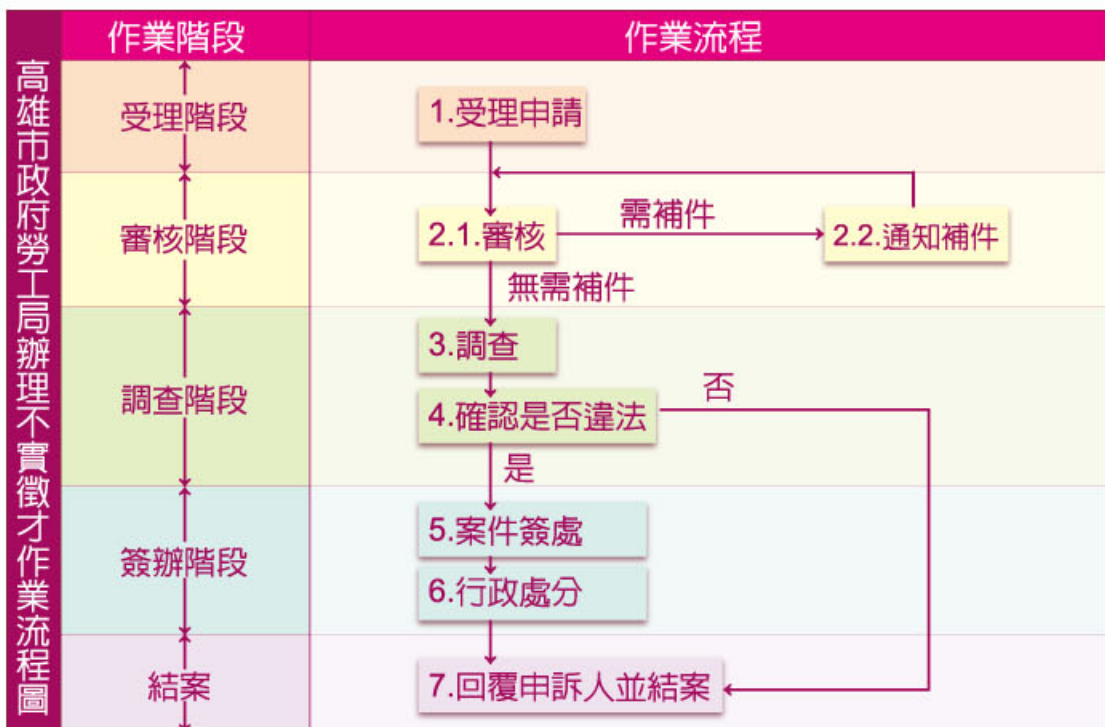 高雄市政府勞工局辦理不實徵才作業流程圖
作業階段
作業流程
受理階段
1.受理申請
審核階段
2.1.審核
需補件
2.2.通知補件
無需補件
調查階段
3.調查
4.確認是否違法
否
是
簽辦階段
5.案件簽處
6.行政處分
結案
7.回覆申訴人並結案